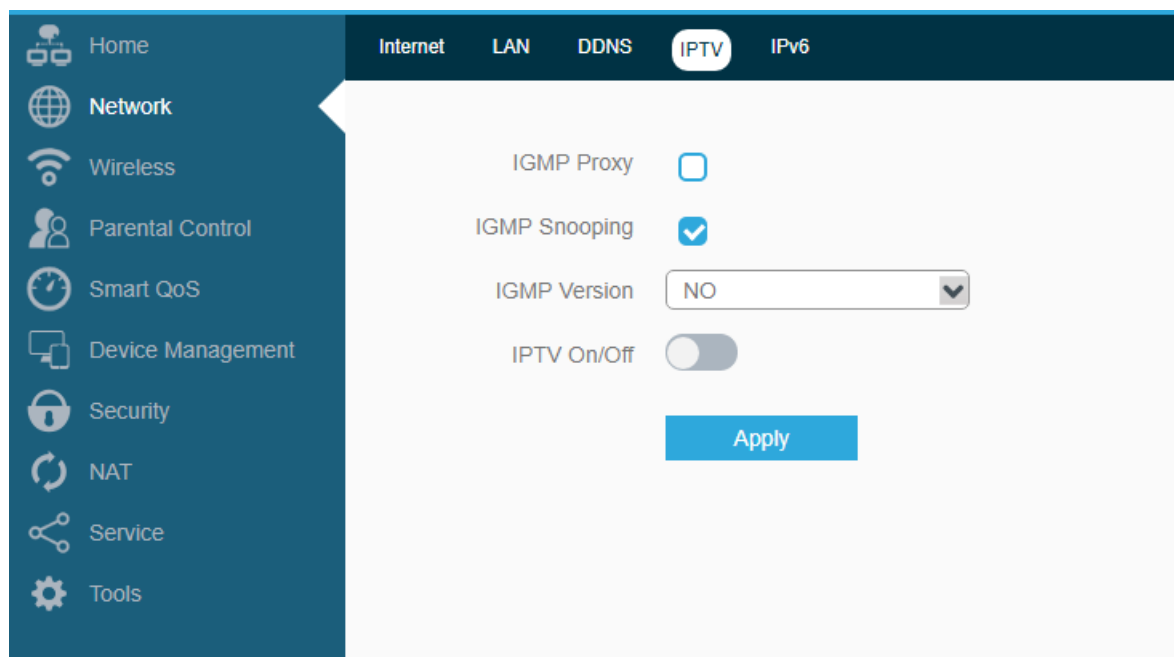 Home
Network
Wireless
Parental Control
Smart QoS
Device Management
Security
NAT
Service
Tools
Internet LAN DDNS IPTV IPv6
IGMP Proxy
IGMP Snooping
IGMP Version NO
IPTV On/Off
Apply